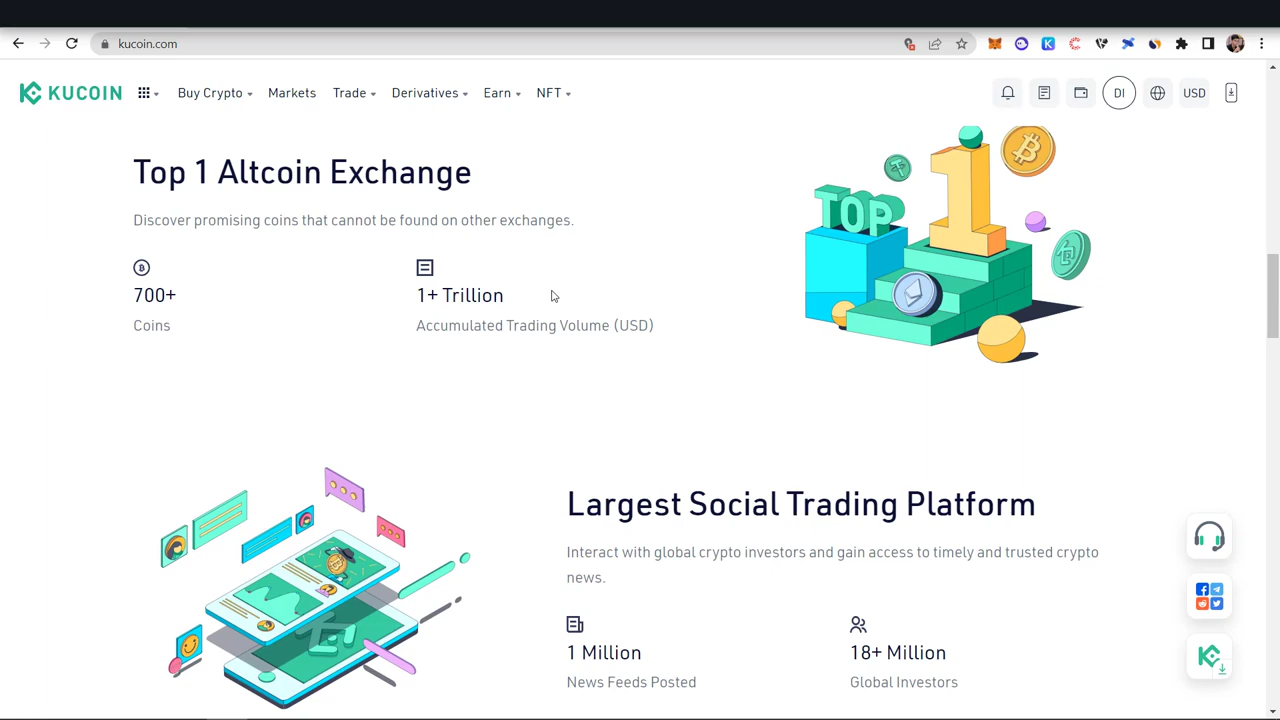 kucoin.com
KUCOIN
Buy Crypto
Markets
Trade
Derivatives
Earn
NFT
DI
USD
Top 1 Altcoin Exchange
Discover promising coins that cannot be found on other exchanges.
700+
1+ Trillion
Coins
Accumulated Trading Volume (USD)
TOP
1
Largest Social Trading Platform
Interact with global crypto investors and gain access to timely and trusted crypto
news.
1 Million
18+ Million
News Feeds Posted
Global Investors